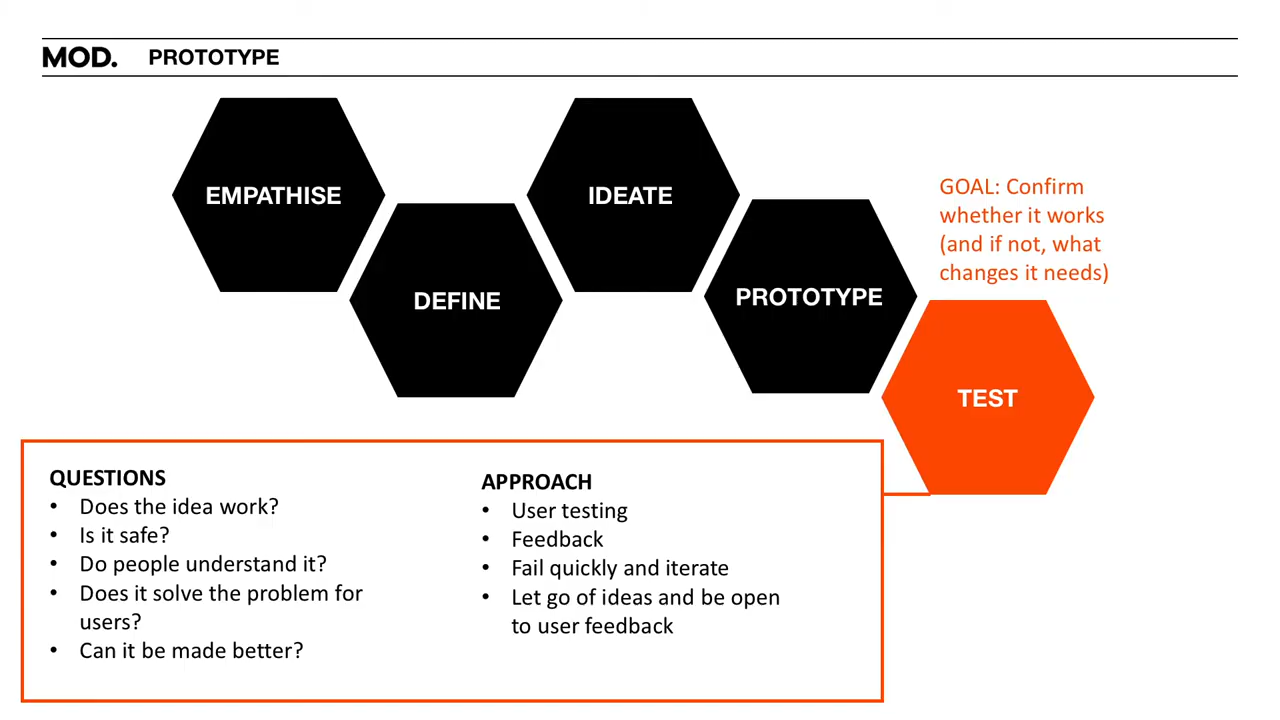 MOD. PROTOTYPE
EMPATHISE
IDEATE
DEFINE
PROTOTYPE
GOAL: Confirm
whether it works
(and if not, what
changes it needs)
TEST
QUESTIONS
• Does the idea work?
• Is it safe?
• Do people understand it?
• Does it solve the problem for
users?
• Can it be made better?
APPROACH
• User testing
• Feedback
• Fail quickly and iterate
• Let go of ideas and be open
to user feedback